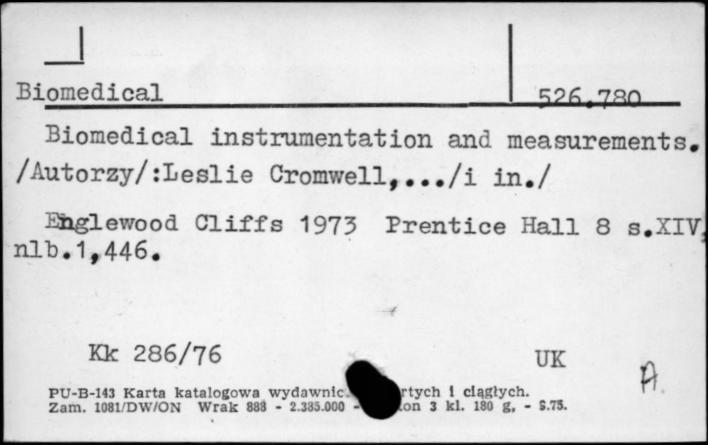 Biomedical 526.780
Biomedical instrumentation and measurements.
/Autorzy/:Leslie Cromwell,.../i in./
Englewood Cliffs 1973 Prentice Hall 8 s.XIV,
nlb.1,446.
Kk 286/76 UK
A.
PU-B-143 Karta katalogowa wydawnic rtych i ciągłych.
Zam. 1081/DW/ON Wrak 888 - 2.385.000 - on 3 kl. 180 g. - S.75.